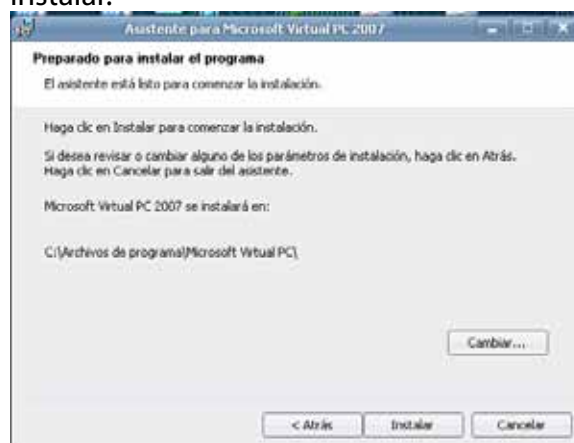 instalar.
Asistente para Microsoft Virtual PC 2007
Preparado para instalar el programa
El asistente está listo para comenzar la instalación.
Haga clic en Instalar para comenzar la instalación.
Si desea revisar o cambiar alguno de los parámetros de instalación, haga clic en Atrás.
Haga clic en Cancelar para salir del asistente.
Microsoft Virtual PC 2007 se instalará en:
C:\Archivos de programa\Microsoft Virtual PC\
Cambiar...
< Atrás Instalar Cancelar